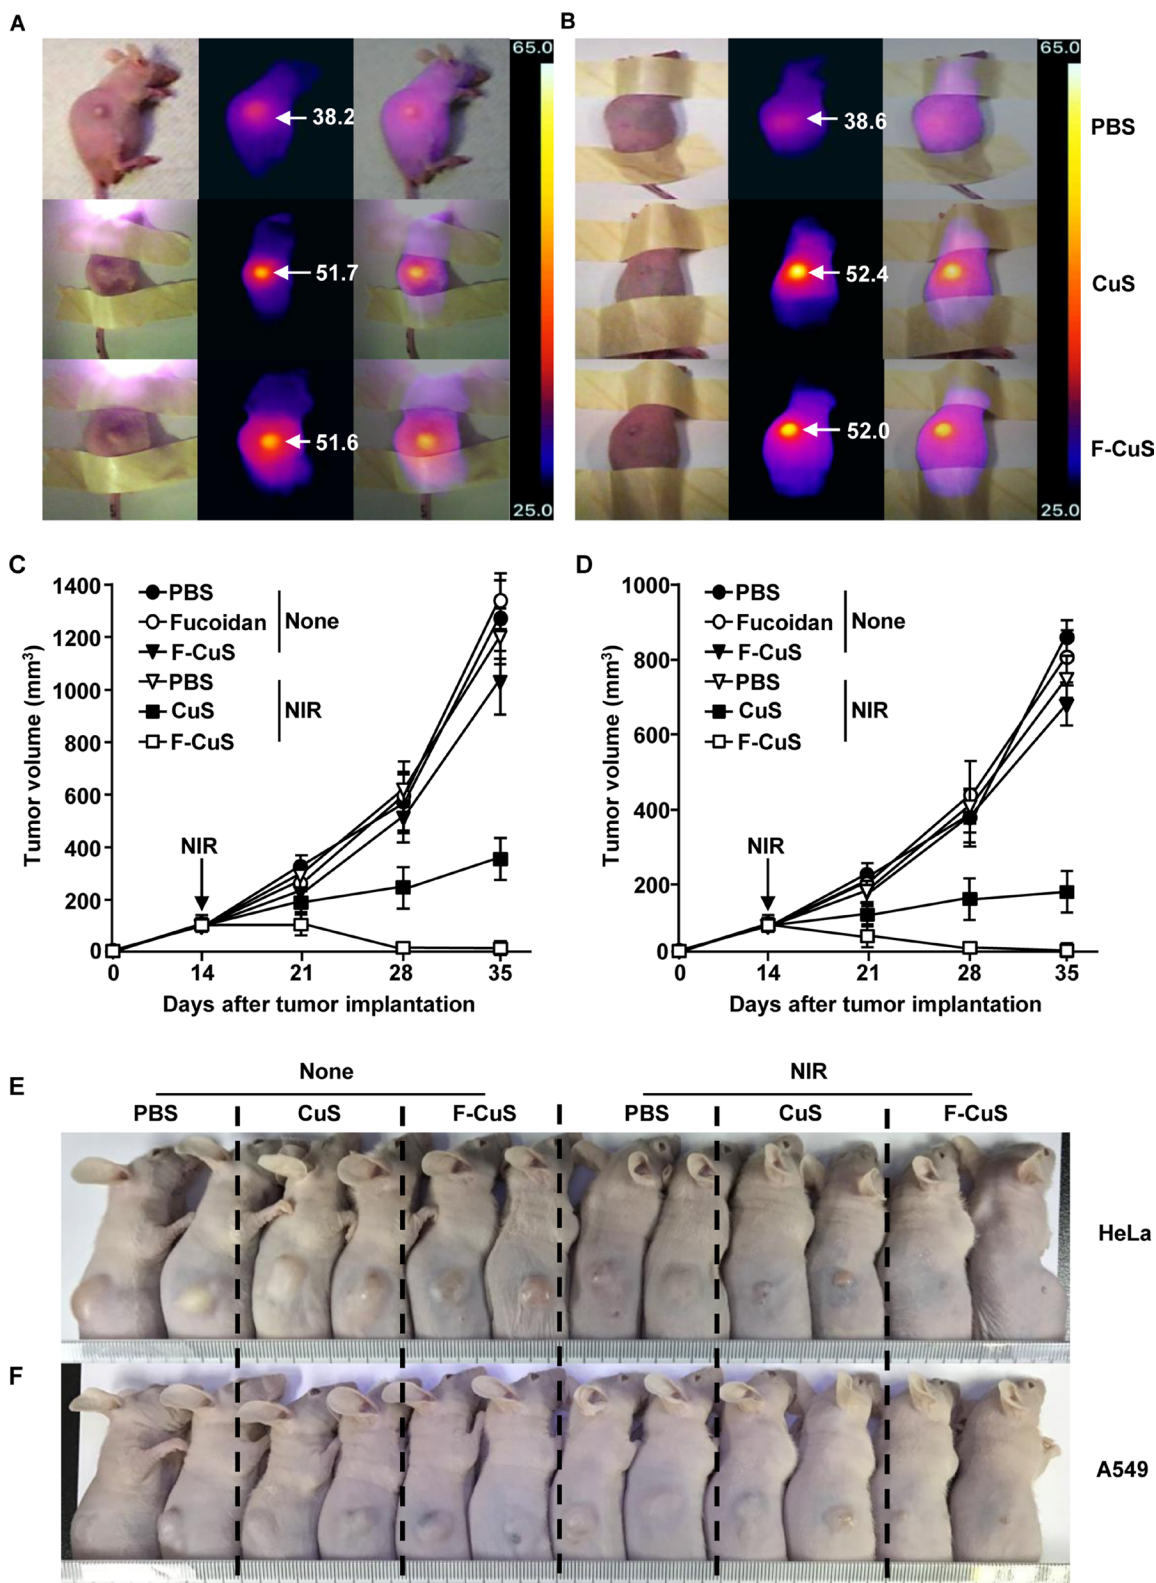 A
B
65.0
65.0
38.2
38.6
PBS
51.7
52.4
CuS
51.6
52.0
F-CuS
25.0
25.0
C
Tumor volume (mm³)
1400
1200
1000
800
600
400
200
0
PBS
Fucoidan
F-CuS
None
PBS
CuS
F-CuS
NIR
NIR
0
14
21
28
35
Days after tumor implantation
D
Tumor volume (mm³)
1000
800
600
400
200
0
PBS
Fucoidan
F-CuS
None
PBS
CuS
F-CuS
NIR
NIR
0
14
21
28
35
Days after tumor implantation
E
None
NIR
PBS
CuS
F-CuS
PBS
CuS
F-CuS
HeLa
F
A549